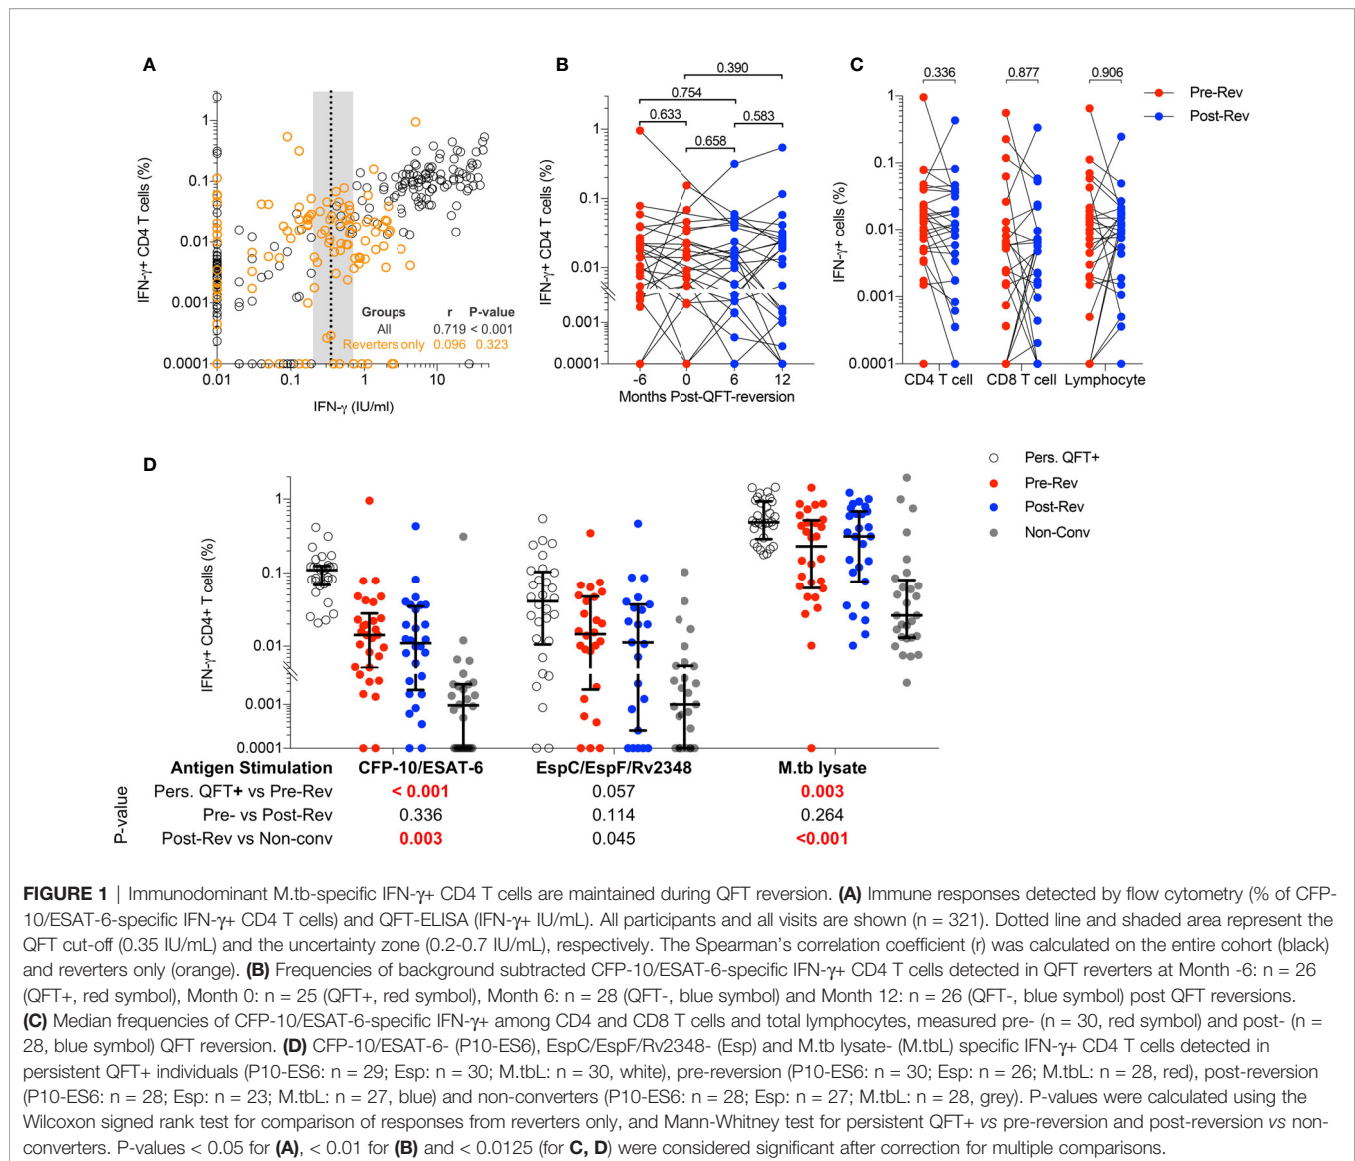 A
IFN-γ+ CD4 T cells (%)
1
0.1
0.01
0.001
0.0001
0.01
0.1
1
10
IFN-γ (IU/ml)
Groups r P-value
All 0.719 < 0.001
Reverters only 0.096 0.323
B
0.390
0.754
0.633
0.583
0.658
IFN-γ+ CD4 T cells (%)
1
0.1
0.01
0.001
0.0001
-6 0 6 12
Months Post-QFT-reversion
C
0.336 0.877 0.906
Pre-Rev
Post-Rev
IFN-γ+ cells (%)
1
0.1
0.01
0.001
0.0001
CD4 T cell CD8 T cell Lymphocyte
D
Pers. QFT+
Pre-Rev
Post-Rev
Non-Conv
IFN-γ+ CD4+ T cells (%)
1
0.1
0.01
0.001
0.0001
Antigen Stimulation CFP-10/ESAT-6 EspC/EspF/Rv2348 M.tb lysate
P-value
Pers. QFT+ vs Pre-Rev < 0.001 0.057 0.003
Pre- vs Post-Rev 0.336 0.114 0.264
Post-Rev vs Non-conv 0.003 0.045 <0.001
FIGURE 1 | Immunodominant M.tb-specific IFN-γ+ CD4 T cells are maintained during QFT reversion. (A) Immune responses detected by flow cytometry (% of CFP-
10/ESAT-6-specific IFN-γ+ CD4 T cells) and QFT-ELISA (IFN-γ+ IU/mL). All participants and all visits are shown (n = 321). Dotted line and shaded area represent the
QFT cut-off (0.35 IU/mL) and the uncertainty zone (0.2-0.7 IU/mL), respectively. The Spearman's correlation coefficient (r) was calculated on the entire cohort (black)
and reverters only (orange). (B) Frequencies of background subtracted CFP-10/ESAT-6-specific IFN-γ+ CD4 T cells detected in QFT reverters at Month -6: n = 26
(QFT+, red symbol), Month 0: n = 25 (QFT+, red symbol), Month 6: n = 28 (QFT-, blue symbol) and Month 12: n = 26 (QFT-, blue symbol) post QFT reversions.
(C) Median frequencies of CFP-10/ESAT-6-specific IFN-γ+ among CD4 and CD8 T cells and total lymphocytes, measured pre- (n = 30, red symbol) and post- (n =
28, blue symbol) QFT reversion. (D) CFP-10/ESAT-6- (P10-ES6), EspC/EspF/Rv2348- (Esp) and M.tb lysate- (M.tbL) specific IFN-γ+ CD4 T cells detected in
persistent QFT+ individuals (P10-ES6: n = 29; Esp: n = 30; M.tbL: n = 30, white), pre-reversion (P10-ES6: n = 30; Esp: n = 26; M.tbL: n = 28, red), post-reversion
(P10-ES6: n = 28; Esp: n = 23; M.tbL: n = 27, blue) and non-converters (P10-ES6: n = 28; Esp: n = 27; M.tbL: n = 28, grey). P-values were calculated using the
Wilcoxon signed rank test for comparison of responses from reverters only, and Mann-Whitney test for persistent QFT+ vs pre-reversion and post-reversion vs non-
converters. P-values < 0.05 for (A), < 0.01 for (B) and < 0.0125 (for C, D) were considered significant after correction for multiple comparisons.